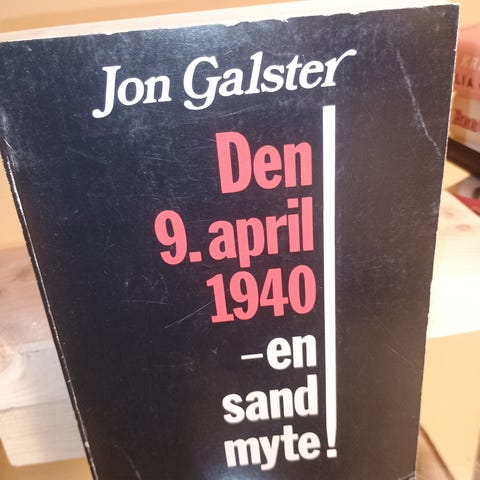 Jon Galster
Den
9. april
1940
–en
sand
myte!